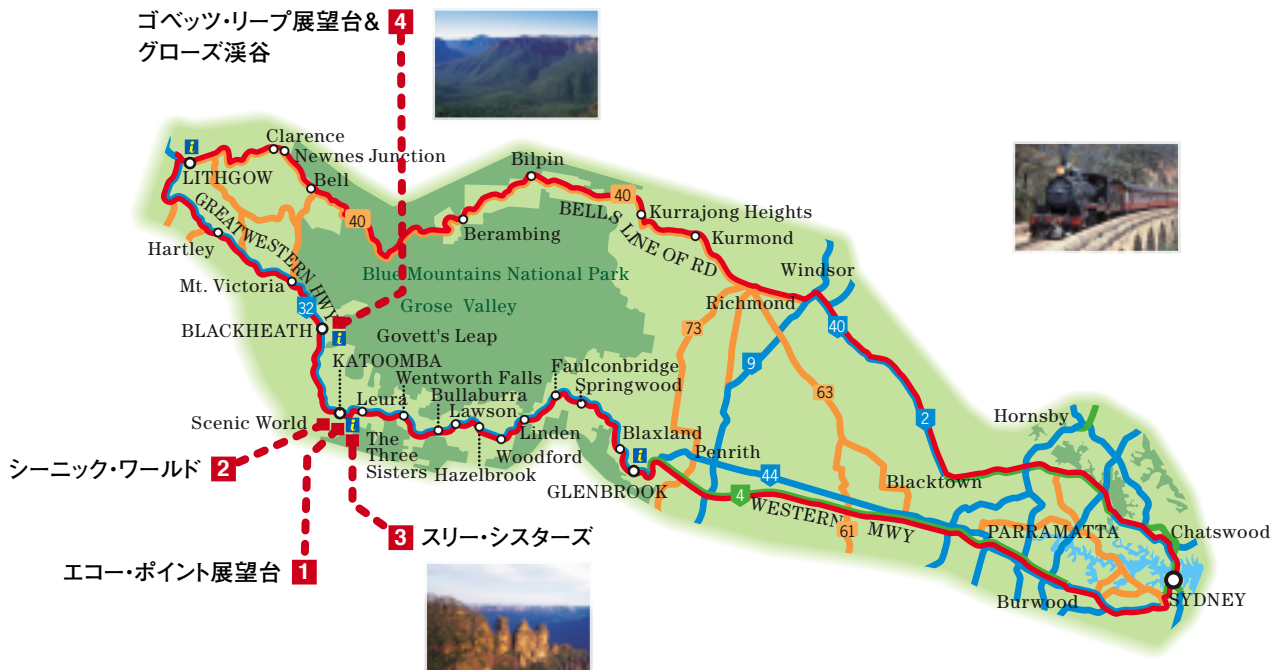 ゴベッツ・リープ展望台& 4
グローズ渓谷
Clarence
i
Newnes Junction
LITHGOW
Bell
Bilpin
40
40
BELLS LINE OF RD
Kurrajong Heights
Kurmond
Berambing
GREAT WESTERN HWY
Hartley
Mt. Victoria
32
Blue Mountains National Park
Grose Valley
Windsor
Richmond
BLACKHEATH
i
Govett's Leap
73
40
9
63
2
KATOOMBA
Wentworth Falls
Faulconbridge
Springwood
Leura
Bullaburra
Lawson
Scenic World
i
The
Three
Sisters
Linden
Woodford
Hazelbrook
Blaxland
i
Penrith
GLENBROOK
44
4
WESTERN MWY
61
Blacktown
Hornsby
PARRAMATTA
Chatswood
Burwood
SYDNEY
シーニック・ワールド 2
3 スリー・シスターズ
エコー・ポイント展望台 1